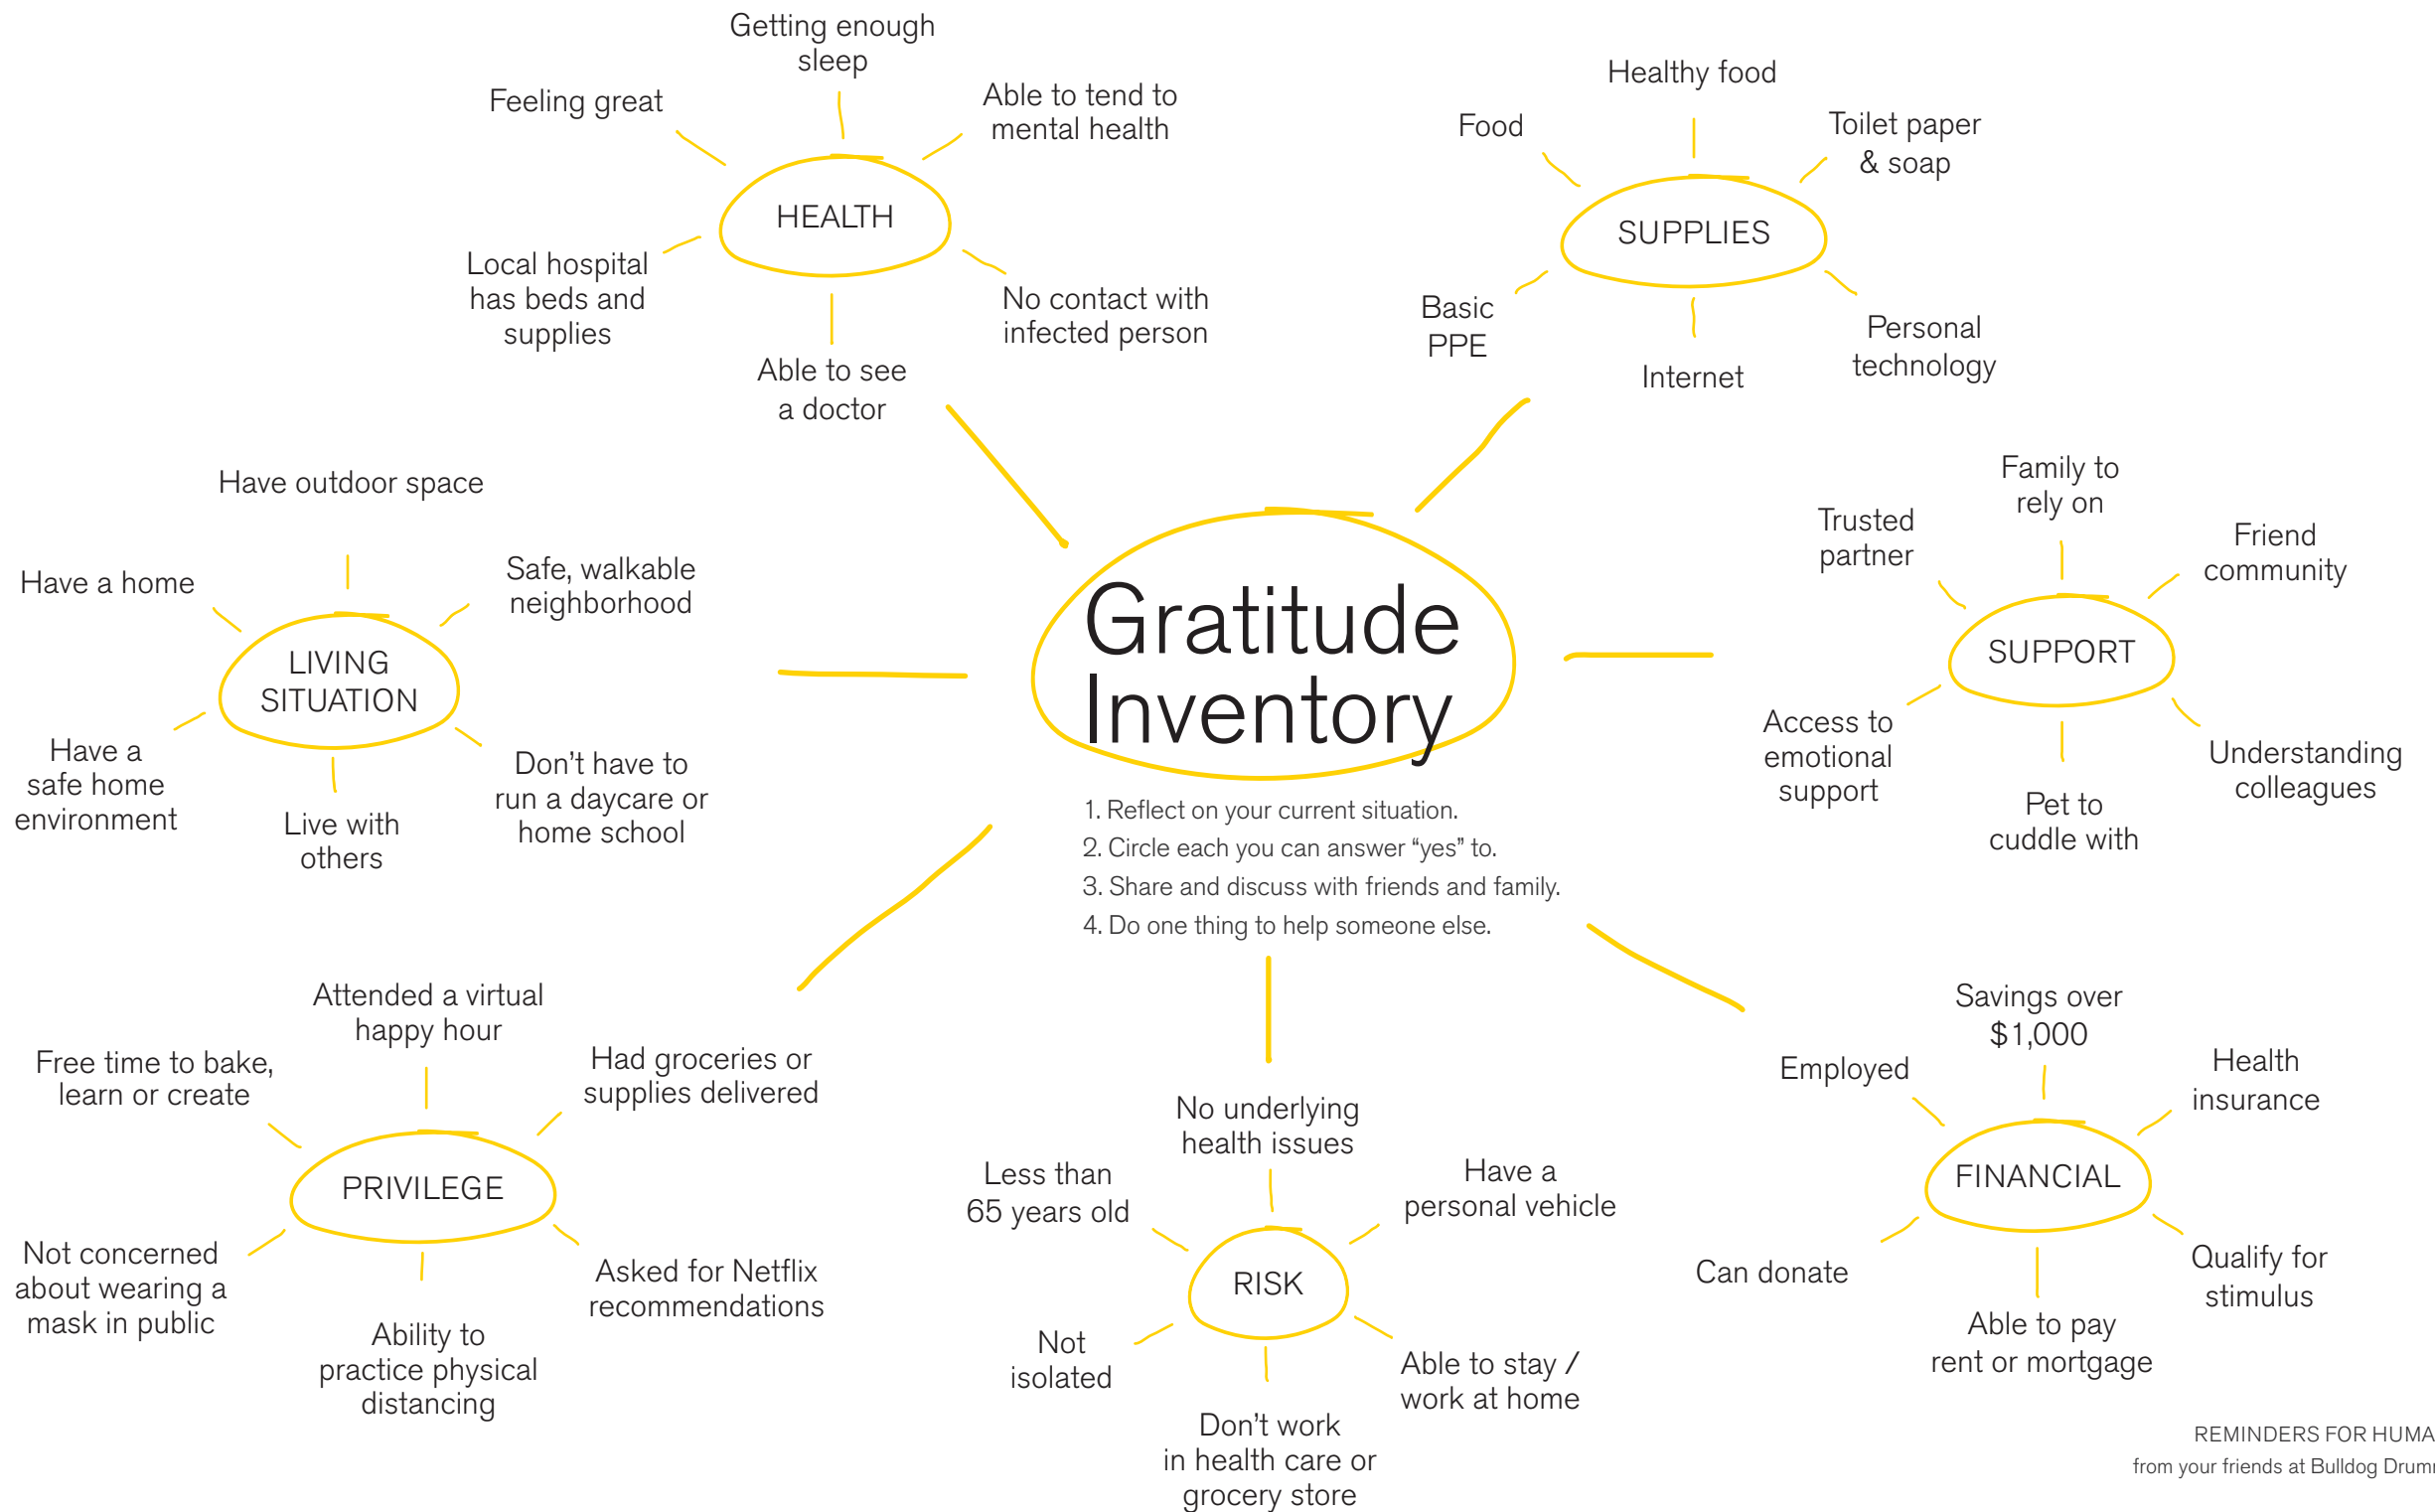 Getting enough
sleep
Feeling great
Able to tend to
mental health
HEALTH
Local hospital
has beds and
supplies
No contact with
infected person
Able to see
a doctor
Healthy food
Food
Toilet paper
& soap
SUPPLIES
Basic
PPE
Personal
technology
Internet
Have outdoor space
Have a home
Safe, walkable
neighborhood
LIVING
SITUATION
Have a
safe home
environment
Don't have to
run a daycare or
home school
Live with
others
Gratitude
Inventory
1. Reflect on your current situation.
2. Circle each you can answer “yes” to.
3. Share and discuss with friends and family.
4. Do one thing to help someone else.
Family to
rely on
Trusted
partner
Friend
community
SUPPORT
Access to
emotional
support
Understanding
colleagues
Pet to
cuddle with
Attended a virtual
happy hour
Free time to bake,
learn or create
Had groceries or
supplies delivered
PRIVILEGE
Not concerned
about wearing a
mask in public
Asked for Netflix
recommendations
Ability to
practice physical
distancing
No underlying
health issues
Less than
65 years old
Have a
personal vehicle
RISK
Not
isolated
Able to stay /
work at home
Don't work
in health care or
grocery store
Savings over
$1,000
Employed
Health
insurance
FINANCIAL
Can donate
Qualify for
stimulus
Able to pay
rent or mortgage
REMINDERS FOR
from your friends at Bulldog